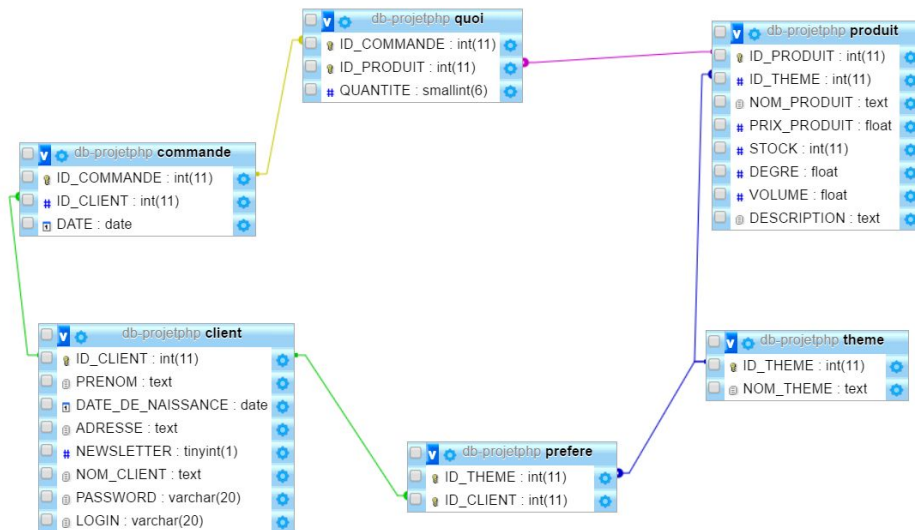 db-projetphp quoi
ID_COMMANDE : int(11)
ID_PRODUIT : int(11)
QUANTITE : smallint(6)
db-projetphp produit
ID_PRODUIT : int(11)
ID_THEME : int(11)
NOM_PRODUIT : text
PRIX_PRODUIT : float
STOCK : int(11)
DEGRE : float
VOLUME : float
DESCRIPTION : text
db-projetphp commande
ID_COMMANDE : int(11)
ID_CLIENT : int(11)
DATE : date
db-projetphp client
ID_CLIENT : int(11)
PRENOM : text
DATE_DE_NAISSANCE : date
ADRESSE : text
NEWSLETTER : tinyint(1)
NOM_CLIENT : text
PASSWORD : varchar(20)
LOGIN : varchar(20)
db-projetphp theme
ID_THEME : int(11)
NOM_THEME : text
db-projetphp prefere
ID_THEME : int(11)
ID_CLIENT : int(11)